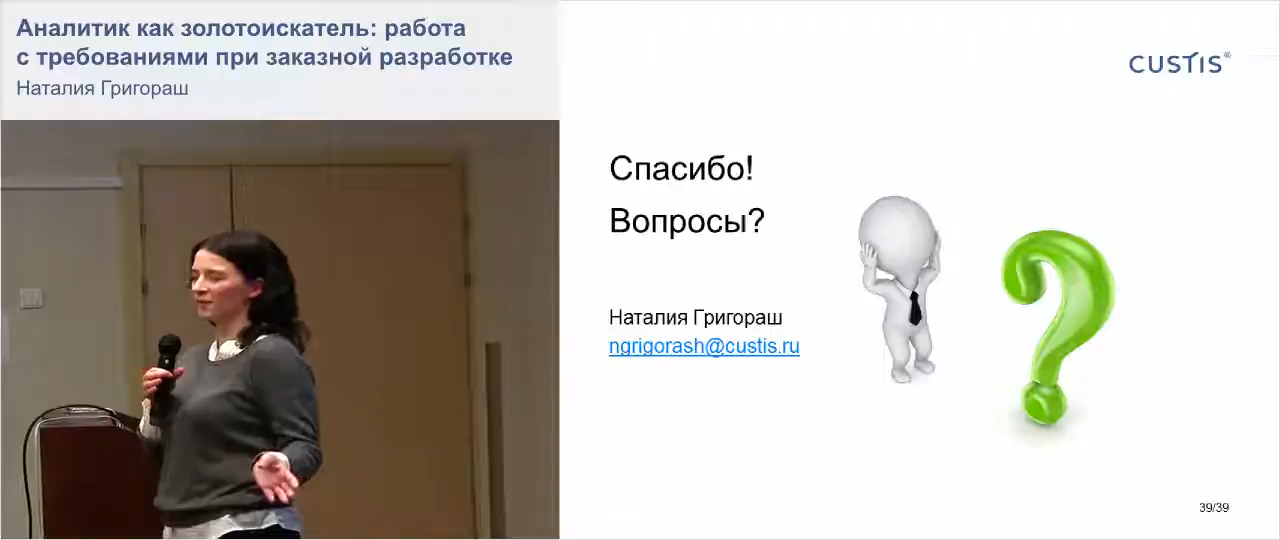 Аналитик как золотоискатель: работа
с требованиями при заказной разработке
Наталия Григораш
CUSTIS®
Спасибо!
Вопросы?
Наталия Григораш
ngrigorash@custis.ru
39/39